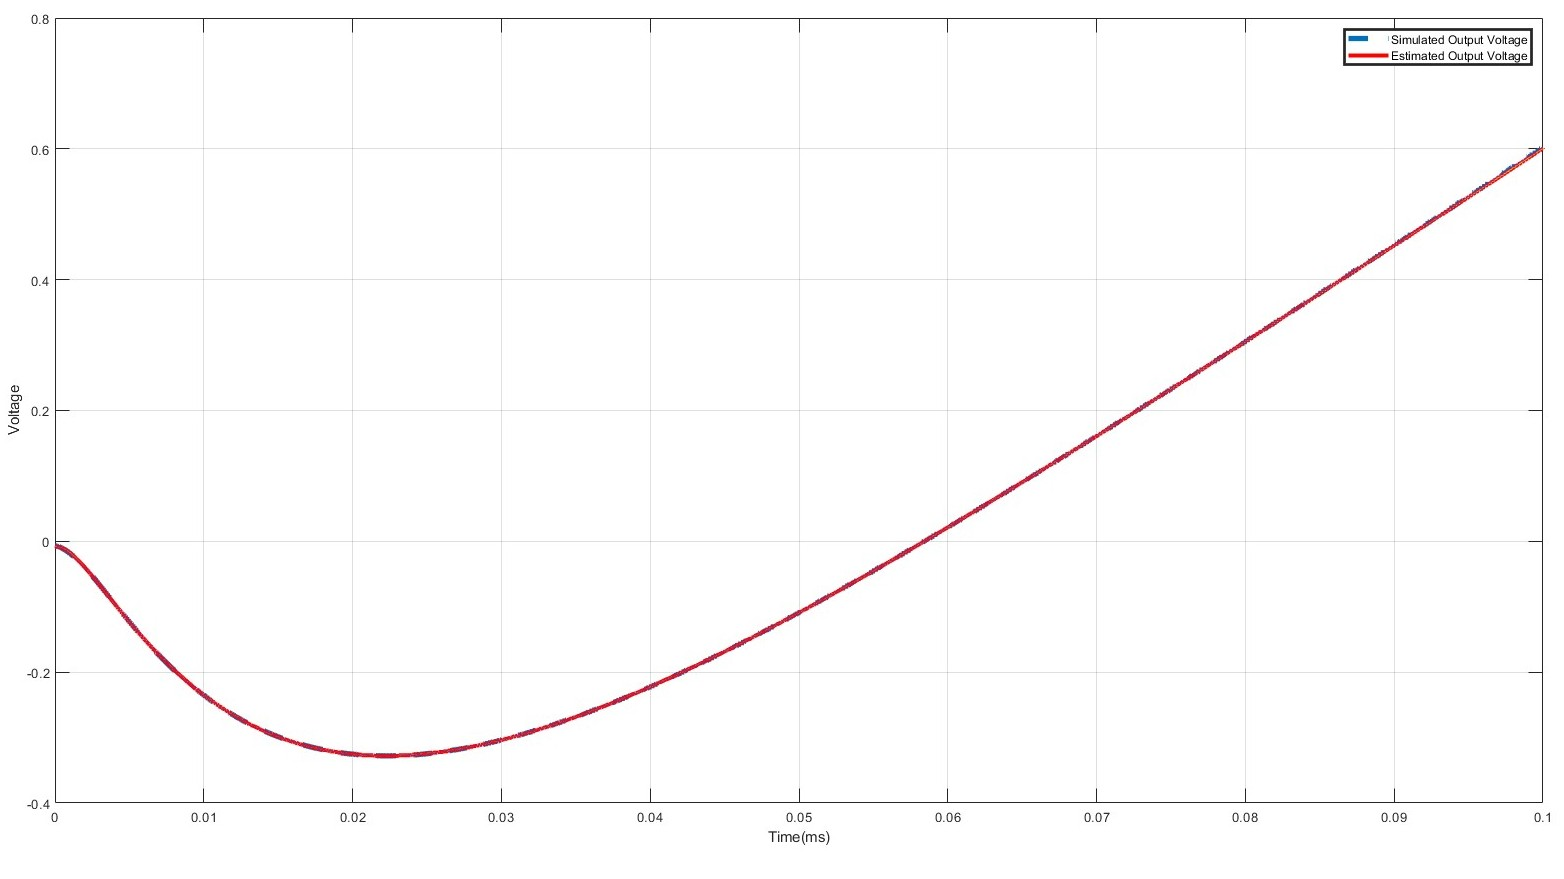 Simulated Output Voltage
Estimated Output Voltage
0.8
0.6
0.4
0.2
0
-0.2
-0.4
Voltage
0 0.01 0.02 0.03 0.04 0.05 0.06 0.07 0.08 0.09 0.1
Time(ms)